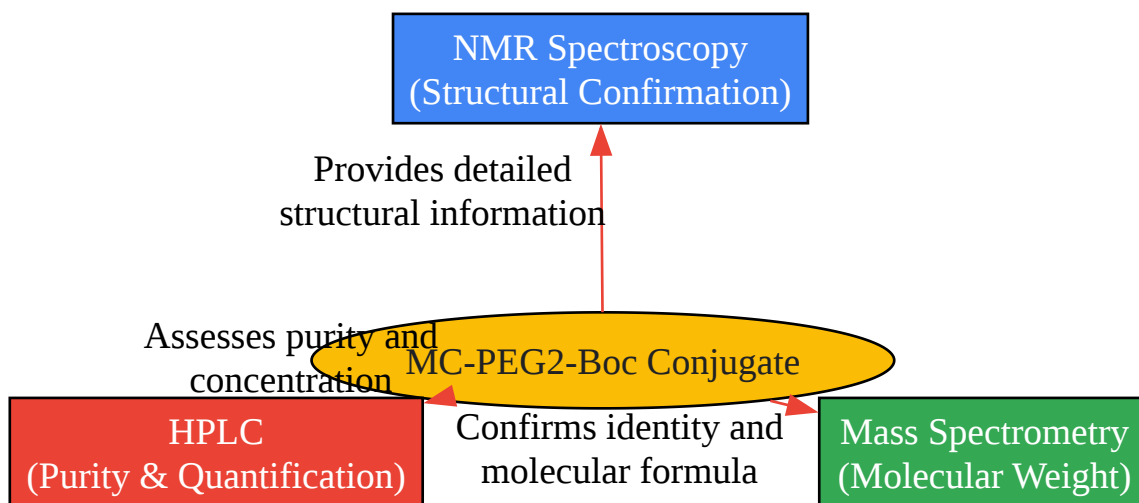 NMR Spectroscopy
(Structural Confirmation)
Provides detailed
structural information
Assesses purity and
concentration
MC-PEG2-Boc Conjugate
HPLC
(Purity & Quantification)
Confirms identity and
molecular formula
Mass Spectrometry
(Molecular Weight)